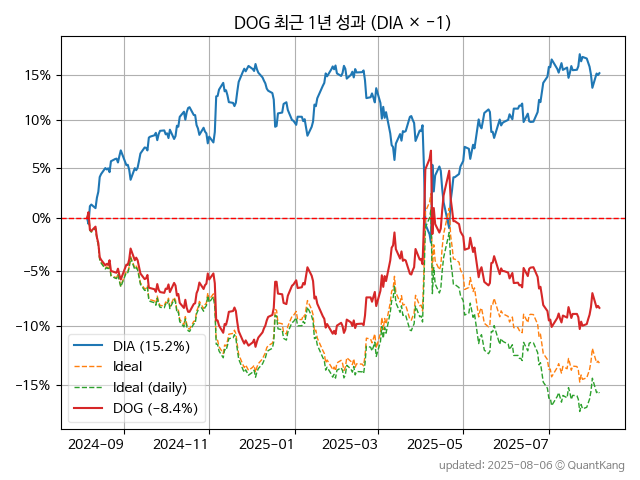 DOG 최근 1년 성과 (DIA × −1)
15%
10%
5%
0%
−5%
−10%
−15%
DIA (15.2%)
Ideal
Ideal (daily)
DOG (−8.4%)
2024-09 2024-11 2025-01 2025-03 2025-05 2025-07
updated: 2025-08-06 © QuantKang